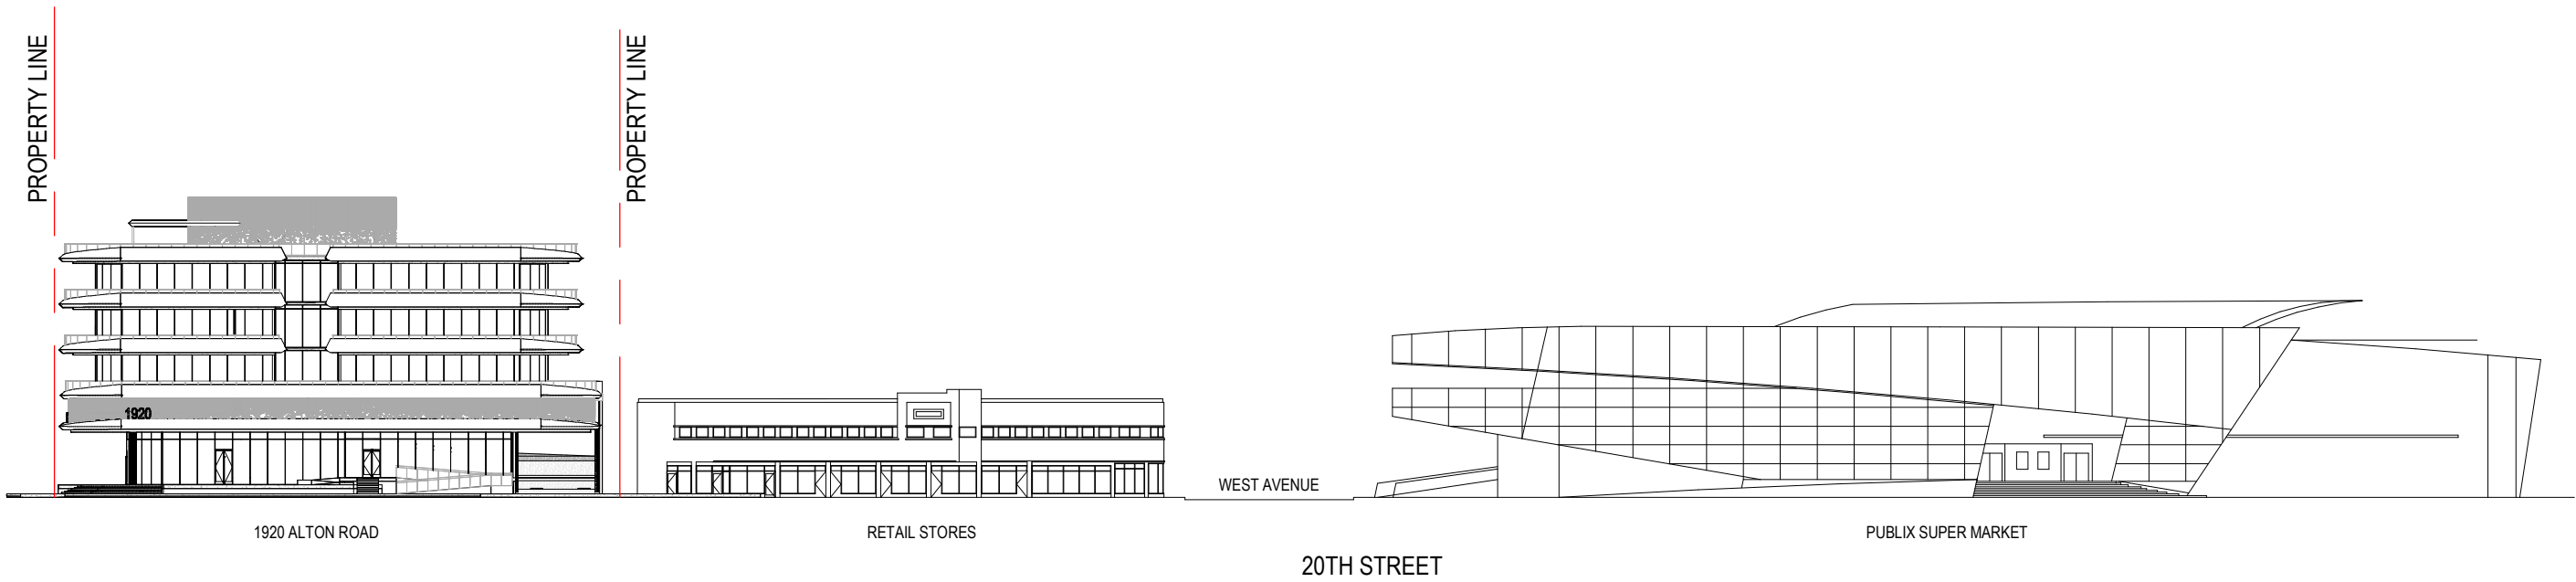 PROPERTY LINE
PROPERTY LINE
1920
WEST AVENUE
1920 ALTON ROAD
RETAIL STORES
PUBLIX SUPER MARKET
20TH STREET